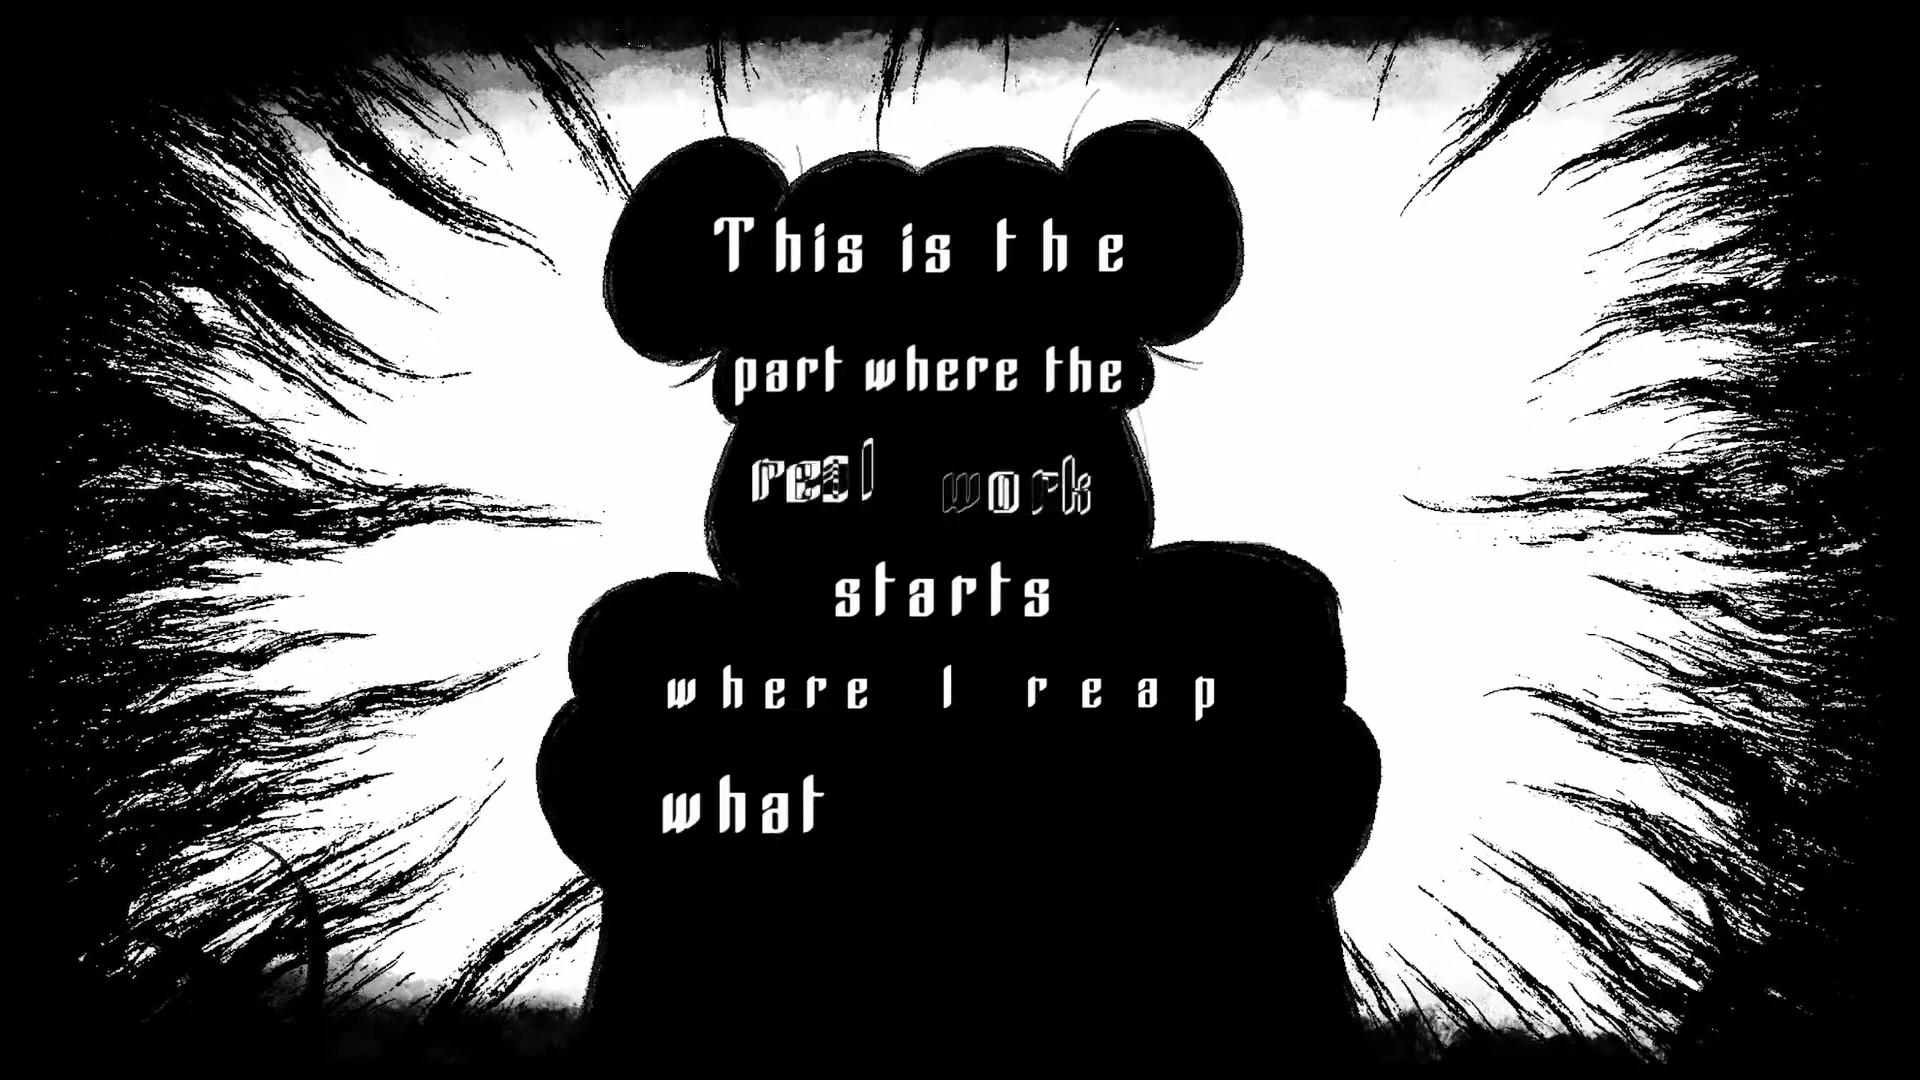 This is the
part where the
real work
starts
where I reap
what